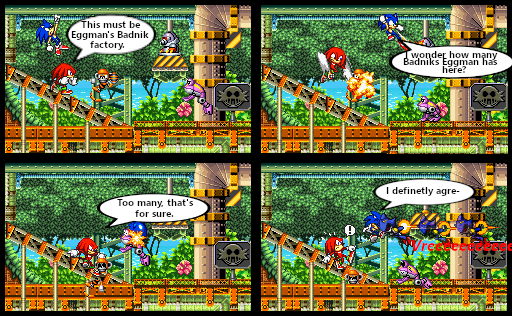 This must be
Eggman's Badnik
factory.
I wonder how many
Badniks Eggman has
here?
Too many, that's
for sure.
I definetly agre-
!